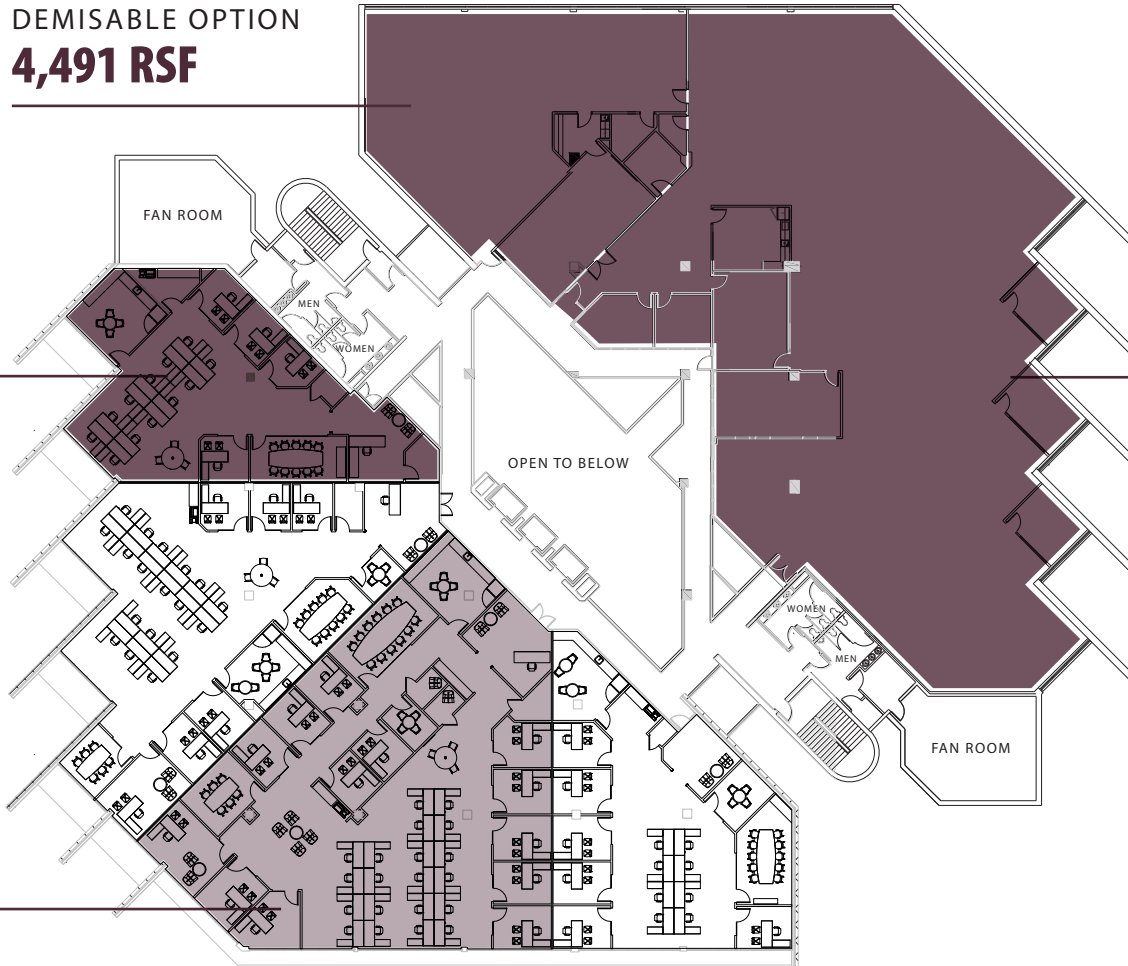 DEMISABLE OPTION
4,491 RSF
FAN ROOM
MEN
WOMEN
OPEN TO BELOW
WOMEN
MEN
FAN ROOM